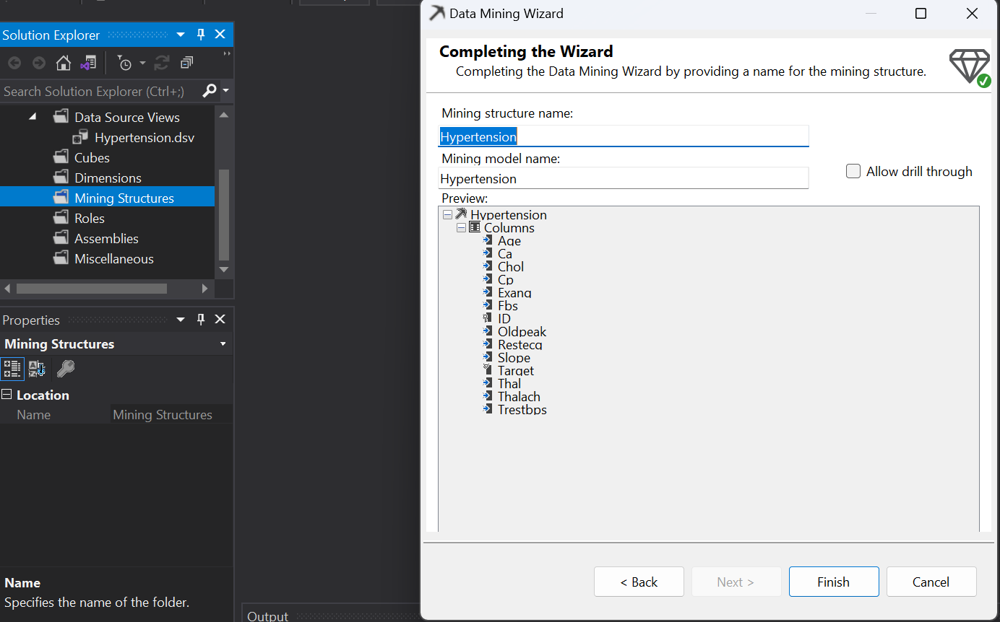 Solution Explorer
Search Solution Explorer (Ctrl+;)
Data Source Views
Hypertension.dsv
Cubes
Dimensions
Mining Structures
Roles
Assemblies
Miscellaneous
Properties
Mining Structures
Location
Name Mining Structures
Name
Specifies the name of the folder.
Output
Data Mining Wizard
Completing the Wizard
Completing the Data Mining Wizard by providing a name for the mining structure.
Mining structure name:
Hypertension
Mining model name:
Hypertension
Allow drill through
Preview:
Hypertension
Columns
Age
Ca
Chol
Cp
Exang
Fbs
ID
Oldpeak
Restecg
Slope
Target
Thal
Thalach
Trestbps
< Back
Next >
Finish
Cancel